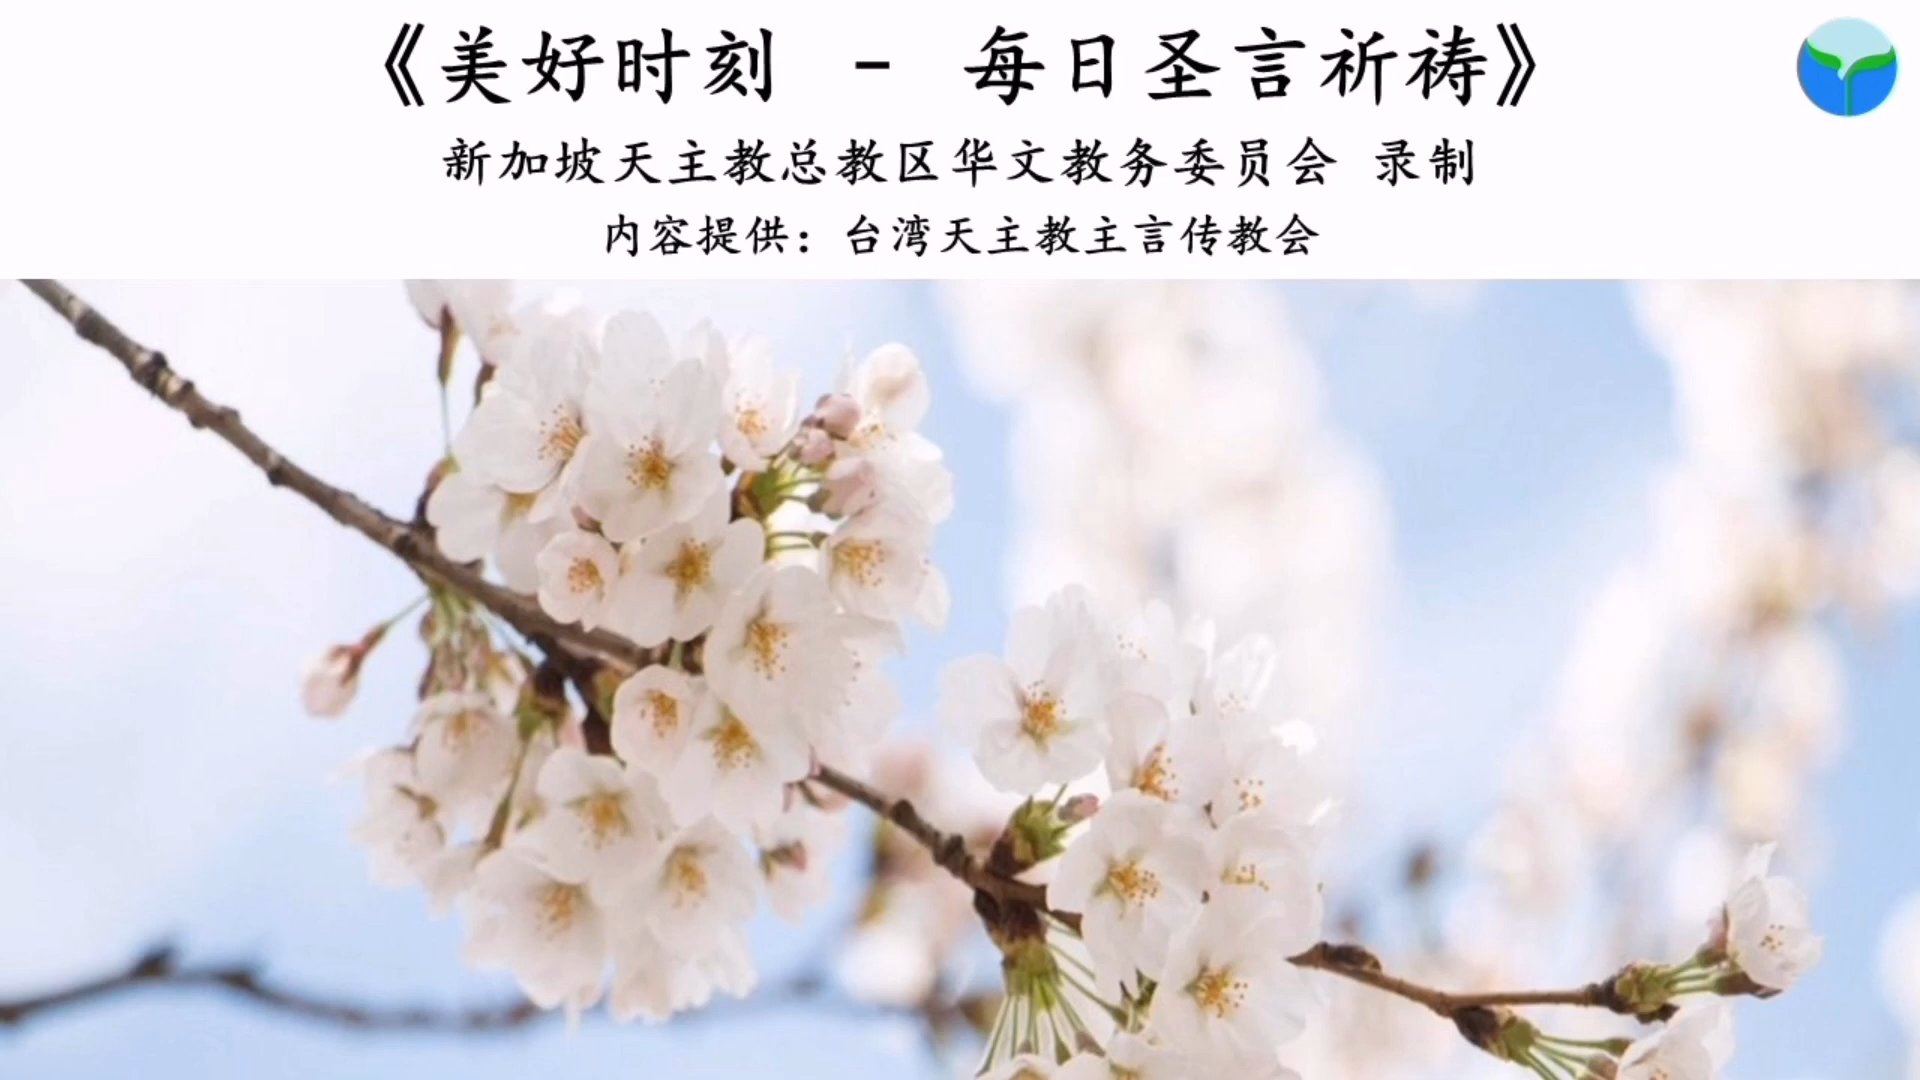 《美好时刻 - 每日圣言祈祷》
新加坡天主教总教区华文教务委员会 录制
内容提供：台湾天主教主言传教会